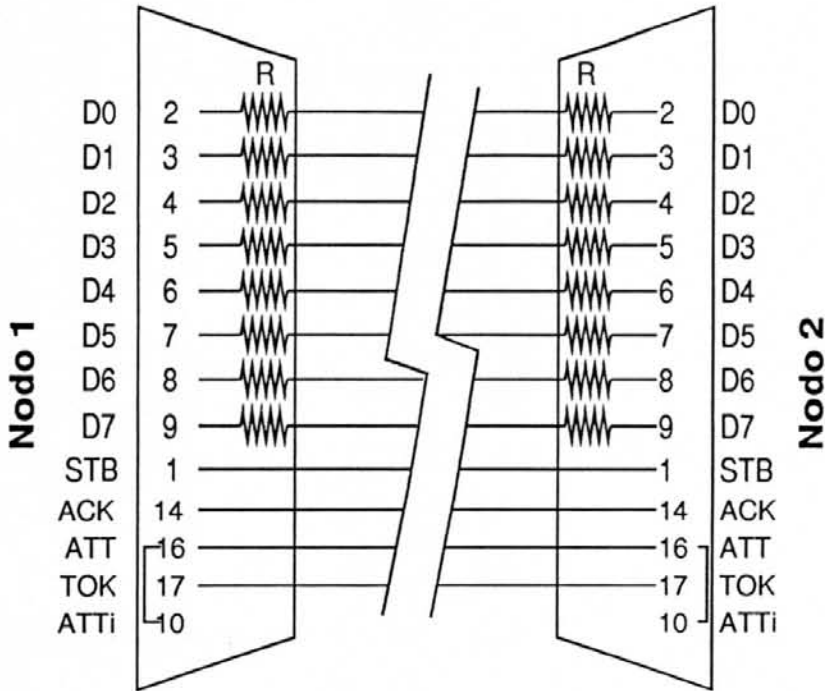 R R
D0 2 2 D0
D1 3 3 D1
D2 4 4 D2
D3 5 5 D3
D4 6 6 D4
D5 7 7 D5
D6 8 8 D6
D7 9 9 D7
STB 1 1 STB
ACK 14 14 ACK
ATT 16 16 ATT
TOK 17 17 TOK
ATTi 10 10 ATTi
Nodo 1
Nodo 2